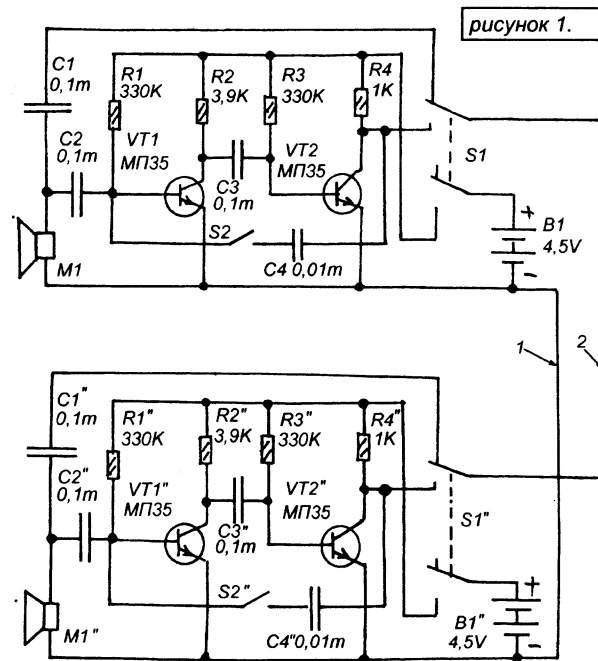 рисунок 1.
C1
0,1m
R1
330K
R2
3,9K
R3
330K
R4
1K
C2
0,1m
VT1
МП35
C3
0,1m
VT2
МП35
S1
S2
C4 0,01m
M1
+
B1
4,5V
-
1
2
C1"
0,1m
R1"
330K
R2"
3,9K
R3"
330K
R4"
1K
C2"
0,1m
VT1"
МП35
C3"
0,1m
VT2"
МП35
S1"
S2"
C4"0,01m
M1"
+
B1"
4,5V
-